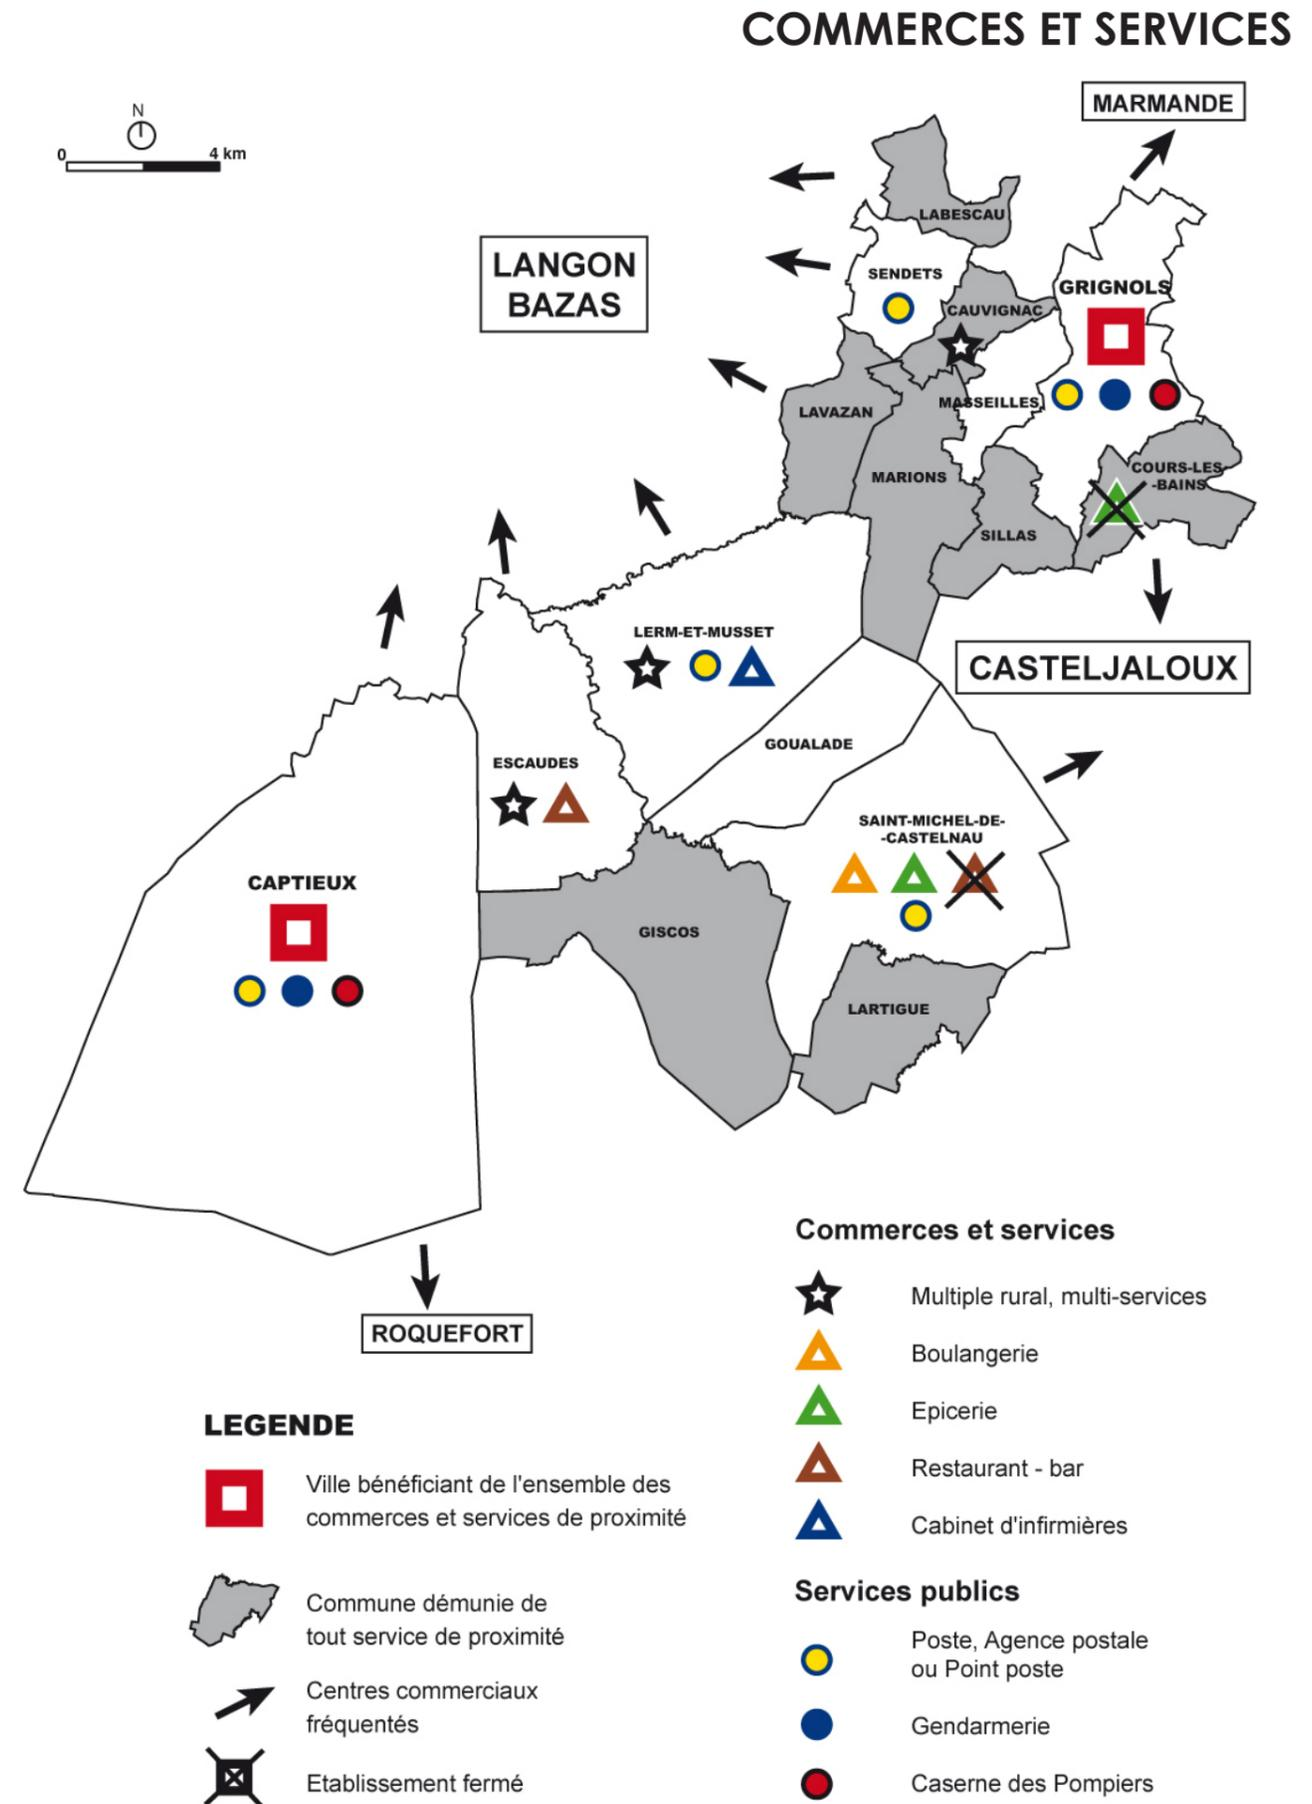 COMMERCES ET SERVICES
MARMANDE
N
0
4 km
LABESCAU
LANGON
BAZAS
SENDETS
GRIGNOLS
CAUVIGNAC
MASSEILLES
LAVAZAN
MARIONS
COURS-LES-
-BAINS
SILLAS
LERM-ET-MUSSET
CASTELJALOUX
GOUALADE
ESCAUDES
SAINT-MICHEL-DE-
-CASTELNAU
CAPTIEUX
GISCOS
LARTIGUE
ROQUEFORT
LEGENDE
Ville bénéficiant de l'ensemble des
commerces et services de proximité
Commune démunie de
tout service de proximité
Centres commerciaux
fréquentés
Etablissement fermé
Commerces et services
Multiple rural, multi-services
Boulangerie
Epicerie
Restaurant - bar
Cabinet d'infirmières
Services publics
Poste, Agence postale
ou Point poste
Gendarmerie
Caserne des Pompiers